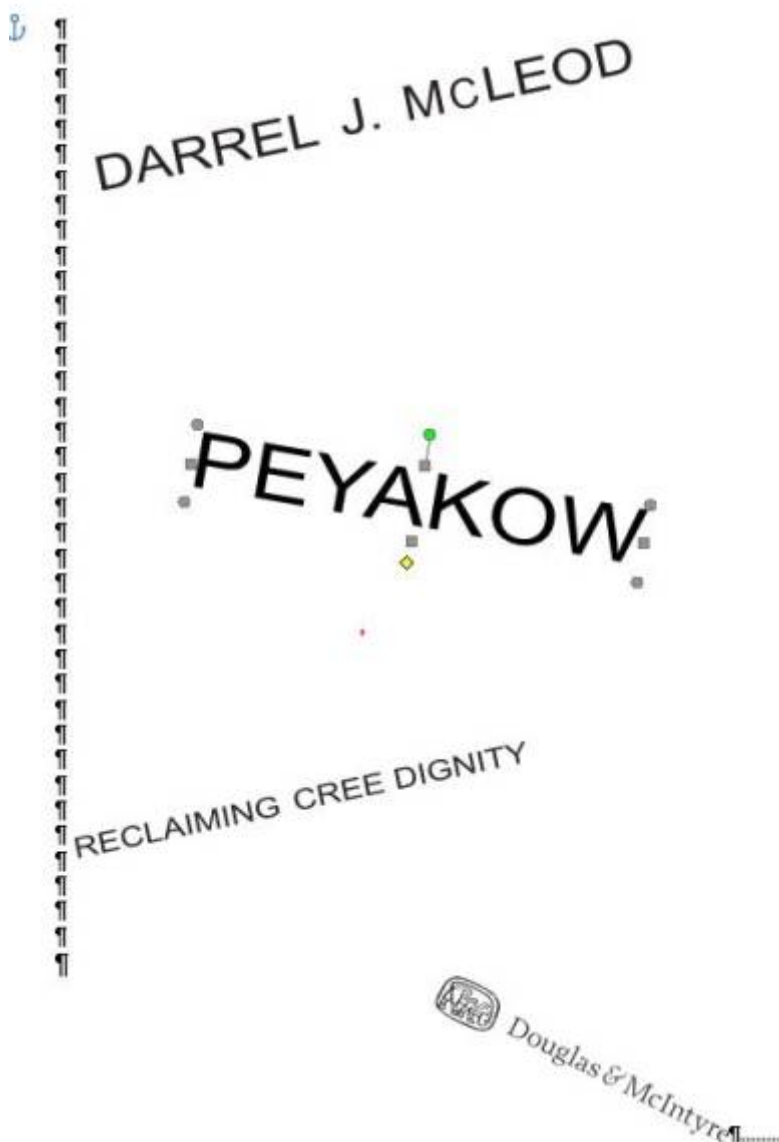 DARREL J. McLEOD
PEYAKOW
RECLAIMING CREE DIGNITY
Douglas & McIntyre